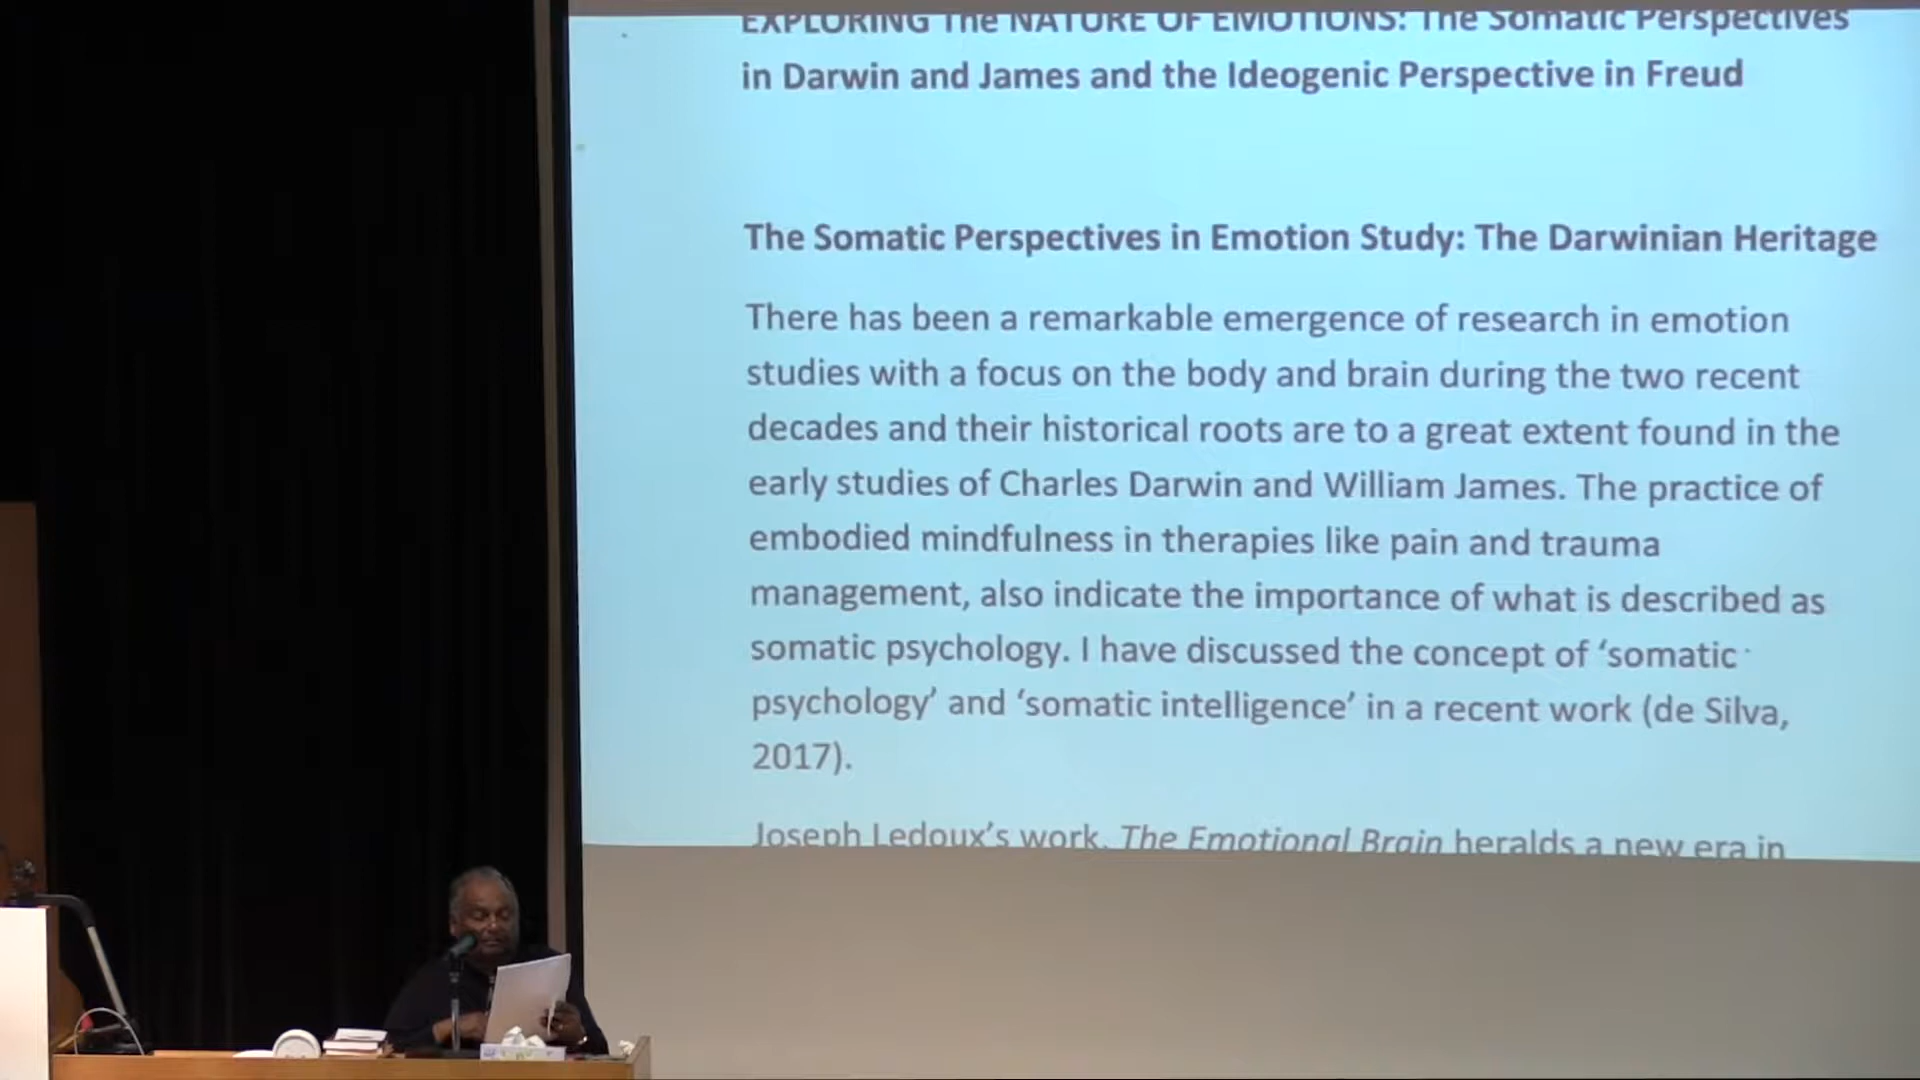 EXPLORING The NATURE OF EMOTIONS: The Somatic Perspectives
in Darwin and James and the Ideogenic Perspective in Freud
The Somatic Perspectives in Emotion Study: The Darwinian Heritage
There has been a remarkable emergence of research in emotion
studies with a focus on the body and brain during the two recent
decades and their historical roots are to a great extent found in the
early studies of Charles Darwin and William James. The practice of
embodied mindfulness in therapies like pain and trauma
management, also indicate the importance of what is described as
somatic psychology. I have discussed the concept of ‘somatic
psychology’ and ‘somatic intelligence’ in a recent work (de Silva,
2017).
Joseph Ledoux’s work, The Emotional Brain heralds a new era in